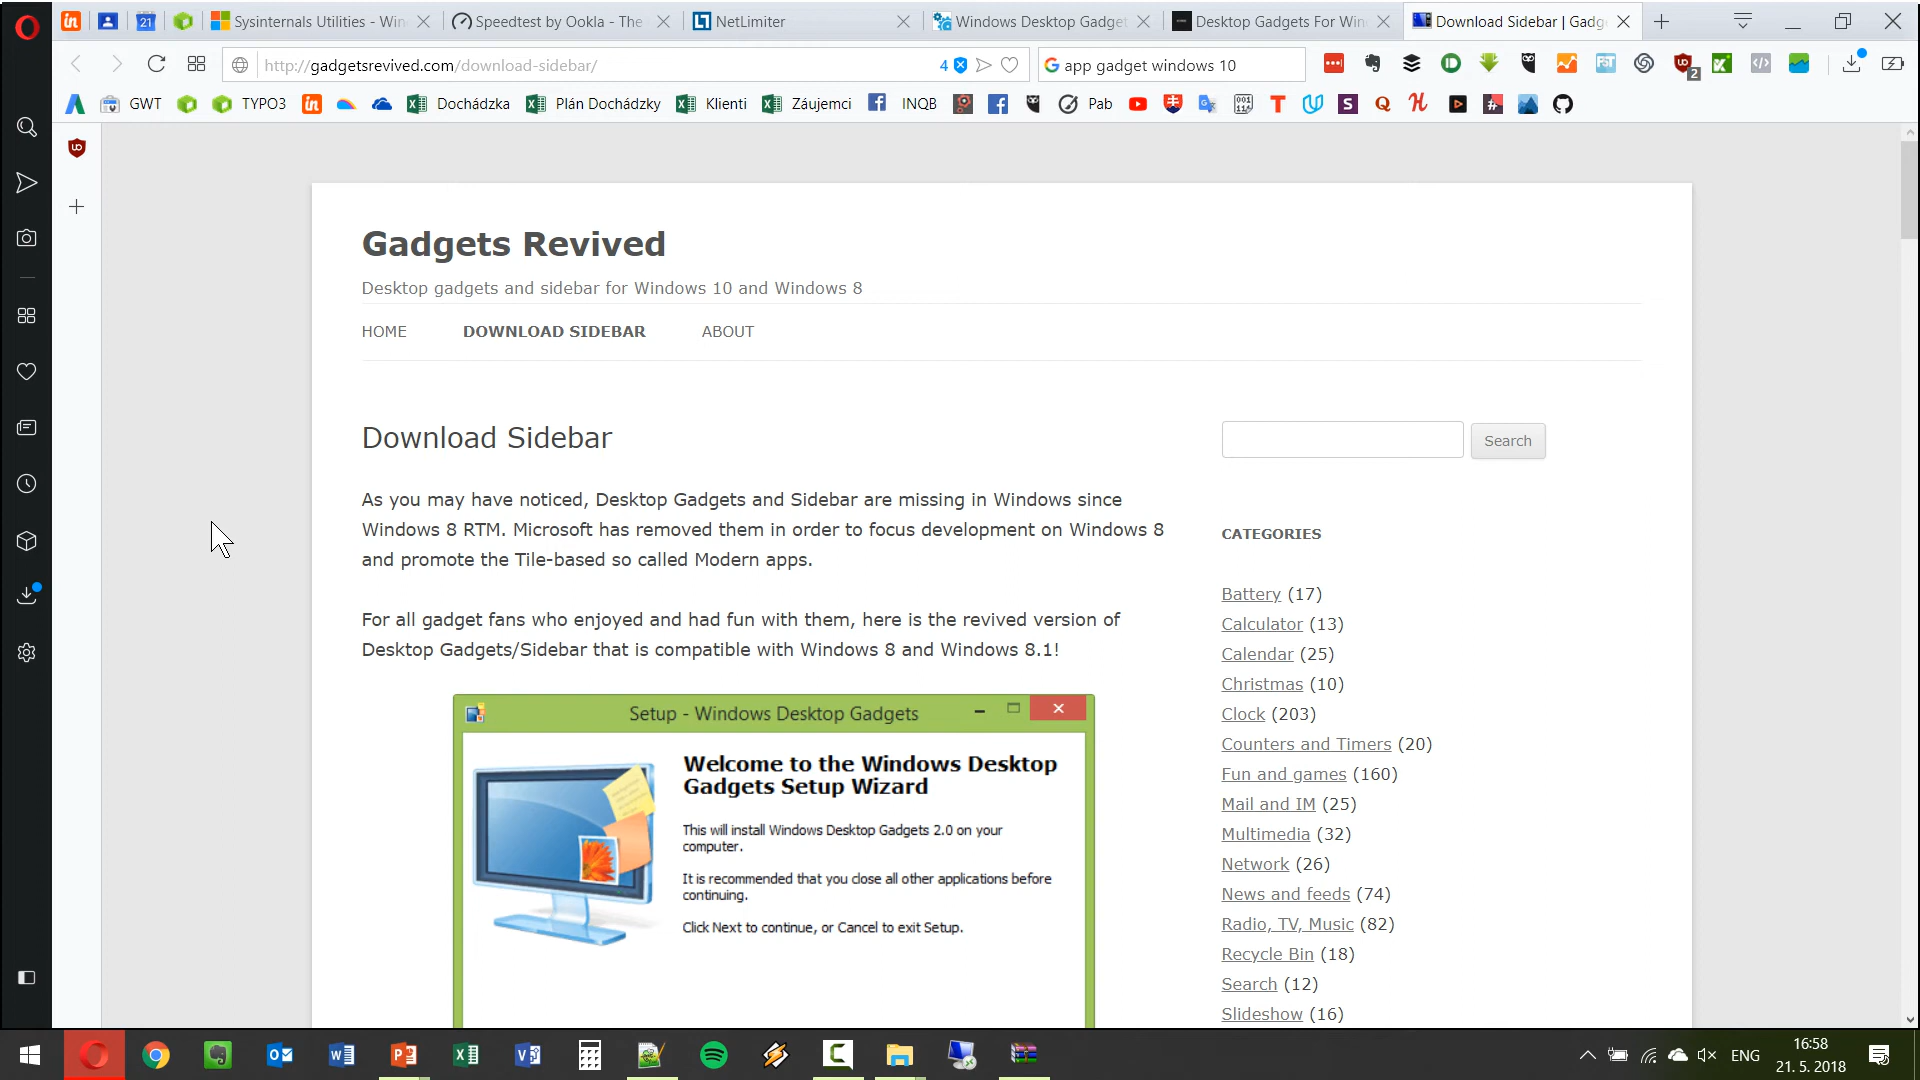 Sysinternals Utilities - Win
Speedtest by Ookla - The
NetLimiter
Windows Desktop Gadget
Desktop Gadgets For Win
Download Sidebar | Gadg
http://gadgetsrevived.com/download-sidebar/
4
app gadget windows 10
GWT
TYPO3
Dochádzka
Plán Dochádzky
Klienti
Záujemci
INQB
Pab
Gadgets Revived
Desktop gadgets and sidebar for Windows 10 and Windows 8
HOME
DOWNLOAD SIDEBAR
ABOUT
Download Sidebar
As you may have noticed, Desktop Gadgets and Sidebar are missing in Windows since
Windows 8 RTM. Microsoft has removed them in order to focus development on Windows 8
and promote the Tile-based so called Modern apps.
For all gadget fans who enjoyed and had fun with them, here is the revived version of
Desktop Gadgets/Sidebar that is compatible with Windows 8 and Windows 8.1!
Setup - Windows Desktop Gadgets
Welcome to the Windows Desktop
Gadgets Setup Wizard
This will install Windows Desktop Gadgets 2.0 on your
computer.
It is recommended that you close all other applications before
continuing.
Click Next to continue, or Cancel to exit Setup.
Search
CATEGORIES
Battery (17)
Calculator (13)
Calendar (25)
Christmas (10)
Clock (203)
Counters and Timers (20)
Fun and games (160)
Mail and IM (25)
Multimedia (32)
Network (26)
News and feeds (74)
Radio, TV, Music (82)
Recycle Bin (18)
Search (12)
Slideshow (16)
ENG
16:58
21. 5. 2018